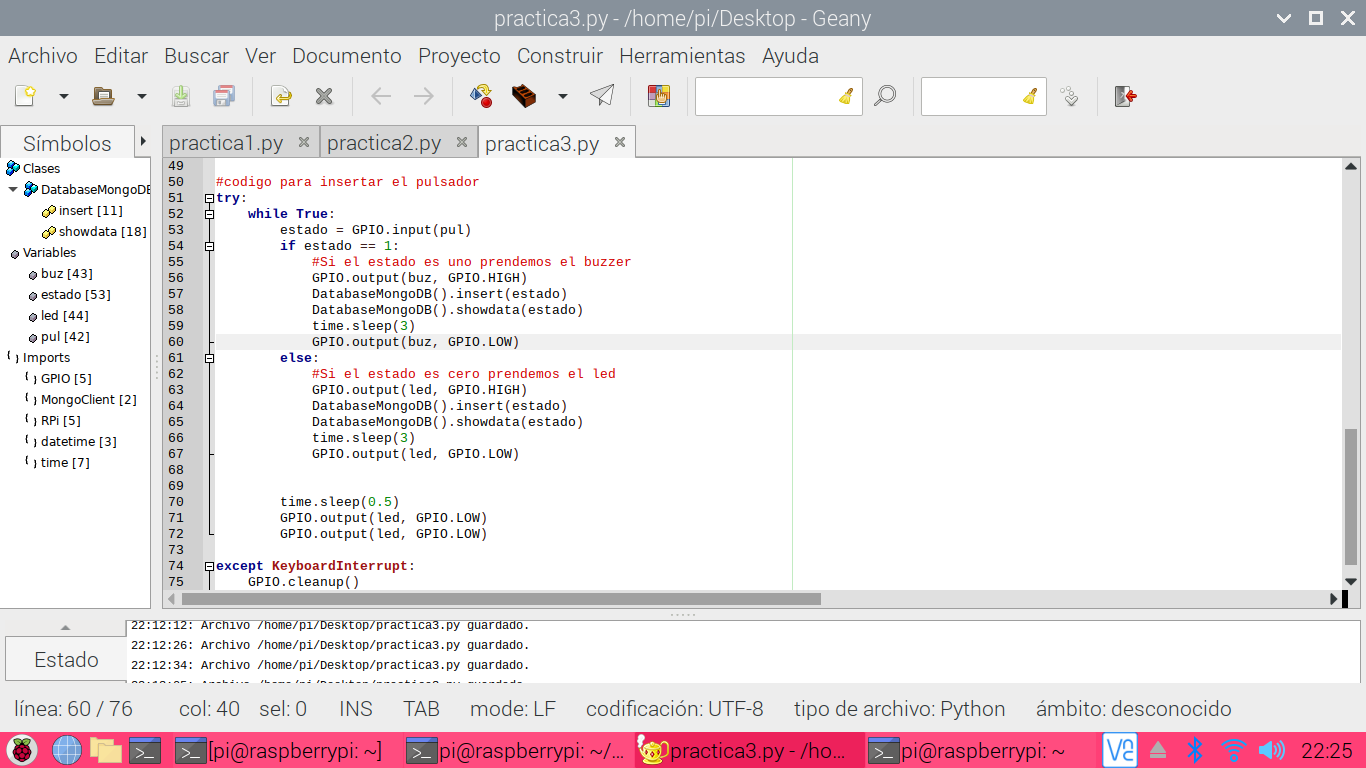 practica3.py - /home/pi/Desktop - Geany
Archivo Editar Buscar Ver Documento Proyecto Construir Herramientas Ayuda
Símbolos
practica1.py practica2.py practica3.py
Clases
DatabaseMongoDB
insert [11]
showdata [18]
Variables
buz [43]
estado [53]
led [44]
pul [42]
Imports
GPIO [5]
MongoClient [2]
RPi [5]
datetime [3]
time [7]
49
50 #codigo para insertar el pulsador
51 try:
52 while True:
53 estado = GPIO.input(pul)
54 if estado == 1:
55 #Si el estado es uno prendemos el buzzer
56 GPIO.output(buz, GPIO.HIGH)
57 DatabaseMongoDB().insert(estado)
58 DatabaseMongoDB().showdata(estado)
59 time.sleep(3)
60 GPIO.output(buz, GPIO.LOW)
61 else:
62 #Si el estado es cero prendemos el led
63 GPIO.output(led, GPIO.HIGH)
64 DatabaseMongoDB().insert(estado)
65 DatabaseMongoDB().showdata(estado)
66 time.sleep(3)
67 GPIO.output(led, GPIO.LOW)
68
69
70 time.sleep(0.5)
71 GPIO.output(led, GPIO.LOW)
72 GPIO.output(led, GPIO.LOW)
73
74 except KeyboardInterrupt:
75 GPIO.cleanup()
Estado
22:12:12: Archivo /home/pi/Desktop/practica3.py guardado.
22:12:26: Archivo /home/pi/Desktop/practica3.py guardado.
22:12:34: Archivo /home/pi/Desktop/practica3.py guardado.
línea: 60 / 76 col: 40 sel: 0 INS TAB modo: LF codificación: UTF-8 tipo de archivo: Python ámbito: desconocido
[pi@raspberrypi: ~] pi@raspberrypi: ~/... practica3.py - /ho... pi@raspberrypi: ~ 22:25